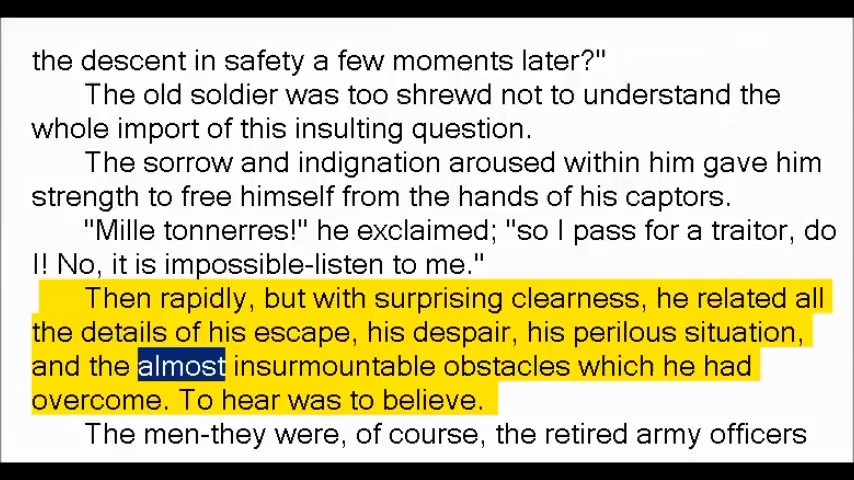 the descent in safety a few moments later?"
The old soldier was too shrewd not to understand the
whole import of this insulting question.
The sorrow and indignation aroused within him gave him
strength to free himself from the hands of his captors.
"Mille tonnerres!" he exclaimed; "so I pass for a traitor, do
I! No, it is impossible-listen to me."
Then rapidly, but with surprising clearness, he related all
the details of his escape, his despair, his perilous situation,
and the almost insurmountable obstacles which he had
overcome. To hear was to believe.
The men-they were, of course, the retired army officers